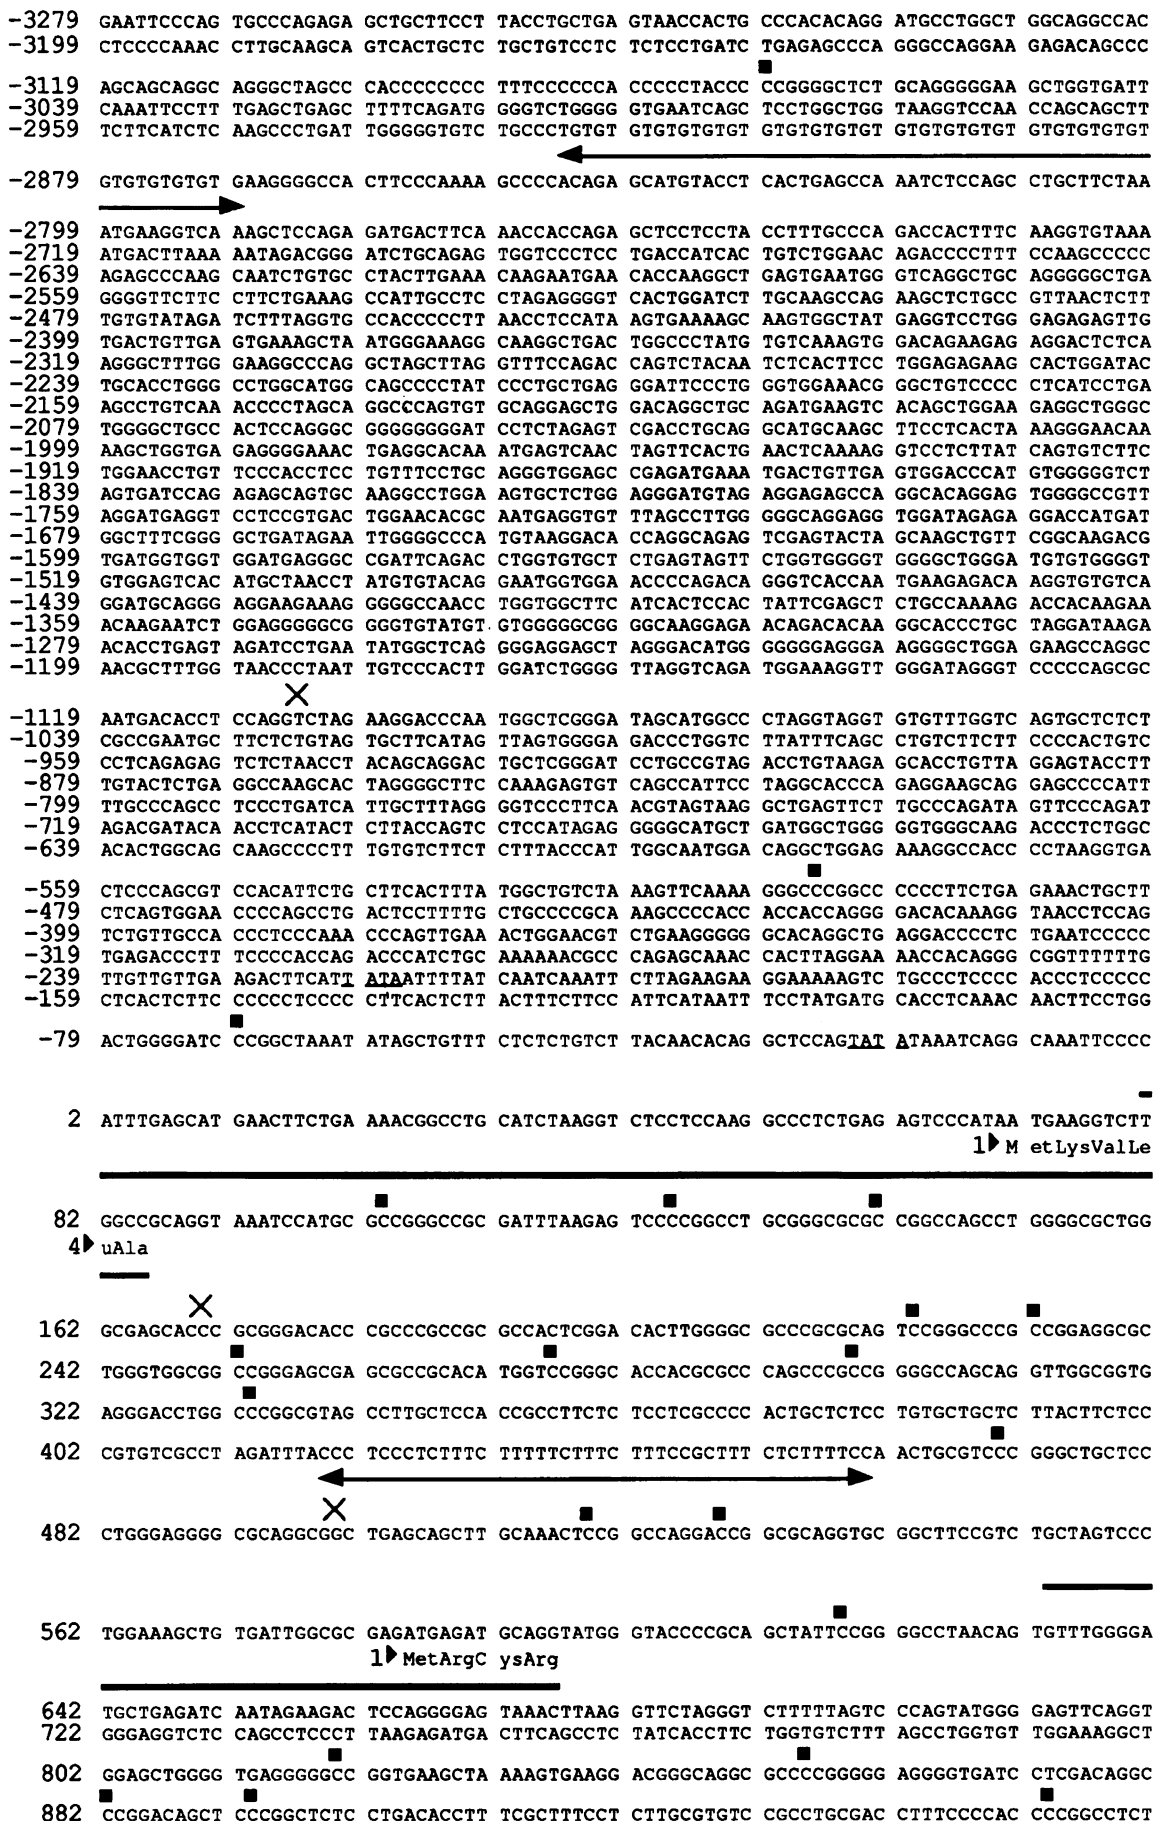 -3279 GAATTCCCAG TGCCCAGAGA GCTGCTTCCT TACCTGCTGA GTAACCACTG CCCACACAGG ATGCCTGGCT GGCAGGCCAC
-3199 CTCCCCAAAC CTTGCAAGCA GTCACTGCTC TGCTGTCCTC TCTCCTGATC TGAGAGCCCA GGGCCAGGAA GAGACAGCCC
-3119 AGCAGCAGGC AGGGCTAGCC CACCCCCCCC TTTCCCCCCA CCCCCTACCC CCGGGGCTCT GCAGGGGGAA GCTGGTGATT
-3039 CAAATTCCTT TGAGCTGAGC TTTTCAGATG GGGTCTGGGG GTGAATCAGC TCCTGGCTGG TAAGGTCCAA CCAGCAGCTT
-2959 TCTTCATCTC AAGCCCTGAT TGGGGGTGTC TGCCCTGTGT GTGTGTGTGT GTGTGTGTGT GTGTGTGTGT GTGTGTGTGT
-2879 GTGTGTGTGT GAAGGGGCCA CTTCCCAAAA GCCCCACAGA GCATGTACCT CACTGAGCCA AATCTCCAGC CTGCTTCTAA
-2799 ATGAAGGTCA AAGCTCCAGA GATGACTTCA AACCACCAGA GCTCCTCCTA CCTTTGCCCA GACCACTTTC AAGGTGTAAA
-2719 ATGACTTAAA AATAGACGGG ATCTGCAGAG TGGTCCCTCC TGACCATCAC TGTCTGGAAC AGACCCCTTT CCAAGCCCCC
-2639 AGAGCCCAAG CAATCTGTGC CTACTTGAAA CAAGAATGAA CACCAAGGCT GAGTGAATGG GTCAGGCTGC AGGGGGCTGA
-2559 GGGGTTCTTC CTTCTGAAAG CCATTGCCTC CTAGAGGGGT CACTGGATCT TGCAAGCCAG AAGCTCTGCC GTTAACTCTT
-2479 TGTGTATAGA TCTTTAGGTG CCACCCCCTT AACCTCCATA AGTGAAAAGC AAGTGGCTAT GAGGTCCTGG GAGAGAGTTG
-2399 TGACTGTTGA GTGAAAGCTA ATGGGAAAGG CAAGGCTGAC TGGCCCTATG TGTCAAAGTG GACAGAAGAG AGGACTCTCA
-2319 AGGGCTTTGG GAAGGCCCAG GCTAGCTTAG GTTTCCAGAC CAGTCTACAA TCTCACTTCC TGGAGAGAAG CACTGGATAC
-2239 TGCACCTGGG CCTGGCATGG CAGCCCCTAT CCCTGCTGAG GGATTCCCTG GGTGGAAACG GGCTGTCCCC CTCATCCTGA
-2159 AGCCTGTCAA ACCCCTAGCA GGCCCAGTGT GCAGGAGCTG GACAGGCTGC AGATGAAGTC ACAGCTGGAA GAGGCTGGGC
-2079 TGGGGCTGCC ACTCCAGGGC GGGGGGGGAT CCTCTAGAGT CGACCTGCAG GCATGCAAGC TTCCTCACTA AAGGGAACAA
-1999 AAGCTGGTGA GAGGGGAAAC TGAGGCACAA ATGAGTCAAC TAGTTCACTG AACTCAAAAG GTCCTCTTAT CAGTGTCTTC
-1919 TGGAACCTGT TCCCACCTCC TGTTTCCTGC AGGGTGGAGC CGAGATGAAA TGACTGTTGA GTGGACCCAT GTGGGGGTCT
-1839 AGTGATCCAG AGAGCAGTGC AAGGCCTGGA AGTGCTCTGG AGGGATGTAG AGGAGAGCCA GGCACAGGAG TGGGGCCGTT
-1759 AGGATGAGGT CCTCCGTGAC TGGAACACGC AATGAGGTGT TTAGCCTTGG GGCAGGAGG TGGATAGAGA GGACCATGAT
-1679 GGCTTTCGGG GCTGATAGAA TTGGGGCCCA TGTAAGGACA CCAGGCAGAG TCGAGTACTA GCAAGCTGTT CGGCAAGACG
-1599 TGATGGTGGT GGATGAGGGC CGATTCAGAC CTGGTGTGCT CTGAGTAGTT CTGGTGGGGT GGGGCTGGGA TGTGTGGGGT
-1519 GTGGAGTCAC ATGCTAACCT ATGTGTACAG GAATGGTGGA ACCCCAGACA GGGTCACCAA TGAAGAGACA AGGTGTGTCA
-1439 GGATGCAGGG AGGAAGAAAG GGGGCCAACC TGGTGGCTTC ATCACTCCAC TATTCGAGCT CTGCCAAAAG ACCACAAGAA
-1359 ACAAGAATCT GGAGGGGGCG GGGTGTATGT GTGGGGGCGG GGCAAGGAGA ACAGACACAA GGCACCCTGC TAGGATAAGA
-1279 ACACCTGAGT AGATCCTGAA TATGGCTCAG GGGAGGAGCT AGGGACATGG GGGGGAGGGA AGGGGCTGGA GAAGCCAGGC
-1199 AACGCTTTGG TAACCCTAAT TGTCCCACTT GGATCTGGGG TTAGGTCAGA TGGAAAGGTT GGGATAGGGT CCCCCAGCGC
-1119 AATGACACCT CCAGGTCTAG AAGGACCCAA TGGCTCGGGA TAGCATGGCC CTAGGTAGGT GTGTTTGGTC AGTGCTCTCT
-1039 CGCCGAATGC TTCTCTGTAG TGCTTCATAG TTAGTGGGGA GACCCTGGTC TTATTTCAGC CTGTCTTCTT CCCCACTGTC
-959 CCTCAGAGAG TCTCTAACCT ACAGCAGGAC TGCTCGGGAT CCTGCCGTAG ACCTGTAAGA GCACCTGTTA GGAGTACCTT
-879 TGTACTCTGA GGCCAAGCAC TAGGGGCTTC CAAAGAGTGT CAGCCATTCC TAGGCACCCA GAGGAAGCAG GAGCCCCATT
-799 TTGCCCAGCC TCCCTGATCA TTGCTTTAGG GGTCCCTTCA ACGTAGTAAG GCTGAGTTCT TGCCCAGATA GTTCCCAGAT
-719 AGACGATACA ACCTCATACT CTTACCAGTC CTCCATAGAG GGGGCATGCT GATGGCTGGG GGTGGGCAAG ACCCTCTGGC
-639 ACACTGGCAG CAAGCCCCTT TGTGTCTTCT CTTTACCCAT TGGCAATGGA CAGGCTGGAG AAAGGCCACC CCTAAGGTGA
-559 CTCCCAGCGT CCACATTCTG CTTCACTTTA TGGCTGTCTA AAGTTCAAAA GGGCCCGGCC CCCCTTCTGA GAAACTGCTT
-479 CTCAGTGGAA CCCCAGCCTG ACTCCTTTTG CTGCCCCGCA AAGCCCCACC ACCACCAGGG GACACAAAGG TAACCTCCAG
-399 TCTGTTGCCA CCCTCCCAAA CCCAGTTGAA ACTGGAACGT CTGAAGGGGG GCACAGGCTG AGGACCCCTC TGAATCCCCC
-319 TGAGACCCTT TTCCCCACCA GACCCATCTGC AAAAAACGCC CAGAGCAAAC CACTTAGGAA AACCACAGGG CGGTTTTTTG
-239 TTGTTGTTGA AGACTTCATT ATAATTTTAT CAATCAAATT CTTAGAAGAA GGAAAAAGTC TGCCCTCCCC ACCCTCCCCC
-159 CTCACTCTTC CCCCCTCCCC CTTCACTCTT ACTTTCTTCC ATTCATAATT TCCTATGATG CACCTCAAAC AACTTCCTGG
-79 ACTGGGGATC CCGGCTAAAT ATAGCTGTTT CTCTCTGTCT TACAACACAG GCTCCAGTAT ATAAATCAGG CAAATTCCCC
2 ATTTGAGCAT GAACTTCTGA AAACGGCCTG CATCTAAGGT CTCCTCCAAG GCCCTCTGAG AGTCCCATAA TGAAGGTCTT
1 M etLysValLe
82 GGCCGCAGGT AAATCCATGC GCCGGGCCGC GATTTAAGAG TCCCCGGCCT GCGGGCGCGC CGGCCAGCCT GGGGCGCTGG
4 uAla
162 GCGAGCACCC GCGGGACACC CGCCCGCCGC GCCACTCGGA CACTTGGGGC GCCCGCGCAG TCCGGGCCCG CCGGAGGCGC
242 TGGGTGGCGG CCGGGAGCGA GCGCCGCACA TGGTCCGGGC ACCACGCGCC CAGCCCGCCG GGGCCAGCAG GTTGGCGGTG
322 AGGGACCTGG CCCGGCGTAG CCTTGCTCCA CCGCCTTCTC TCCTCGCCCC ACTGCTCTCC TGTGCTGCTC TTACTTCTCC
402 CGTGTCGCCT AGATTTACCC TCCCTCTTTC TTTTTCTTTC TTTCCGCTTT CTCTTTTCCA ACTGCGTCCC GGGCTGCTCC
482 CTGGGAGGGG CGCAGGCGGC TGAGCAGCTT GCAAACTCCG GCCAGGACCG GCGCAGGTGC GGCTTCCGTC TGCTAGTCCC
562 TGGAAAGCTG TGATTGGCGC GAGATGAGAT GCAGGTATGG GTACCCCGCA GCTATTCCGG GGCCTAACAG TGTTTGGGGA
1 MetArgC ysArg
642 TGCTGAGATC AATAGAAGAC TCCAGGGGAG TAAACTTAAG GTTCTAGGGT CTTTTTAGTC CCAGTATGGG GAGTTCAGGT
722 GGGAGGTCTC CAGCCTCCCT TAAGAGATGA CTTCAGCCTC TATCACCTTC TGGTGTCTTT AGCCTGGTGT TGGAAAGGCT
802 GGAGCTGGGG TGAGGGGGCC GGTGAAGCTA AAAGTGAAGG ACGGGCAGGC GCCCCGGGGG AGGGGTGATC CTCGACAGGC
882 CCGGACAGCT CCCGGCTCTC CTGACACCTT TCGCTTTCCT CTTGCGTGTCC CGCCTGCGAC CTTTCCCCAC CCCGGCCTCT